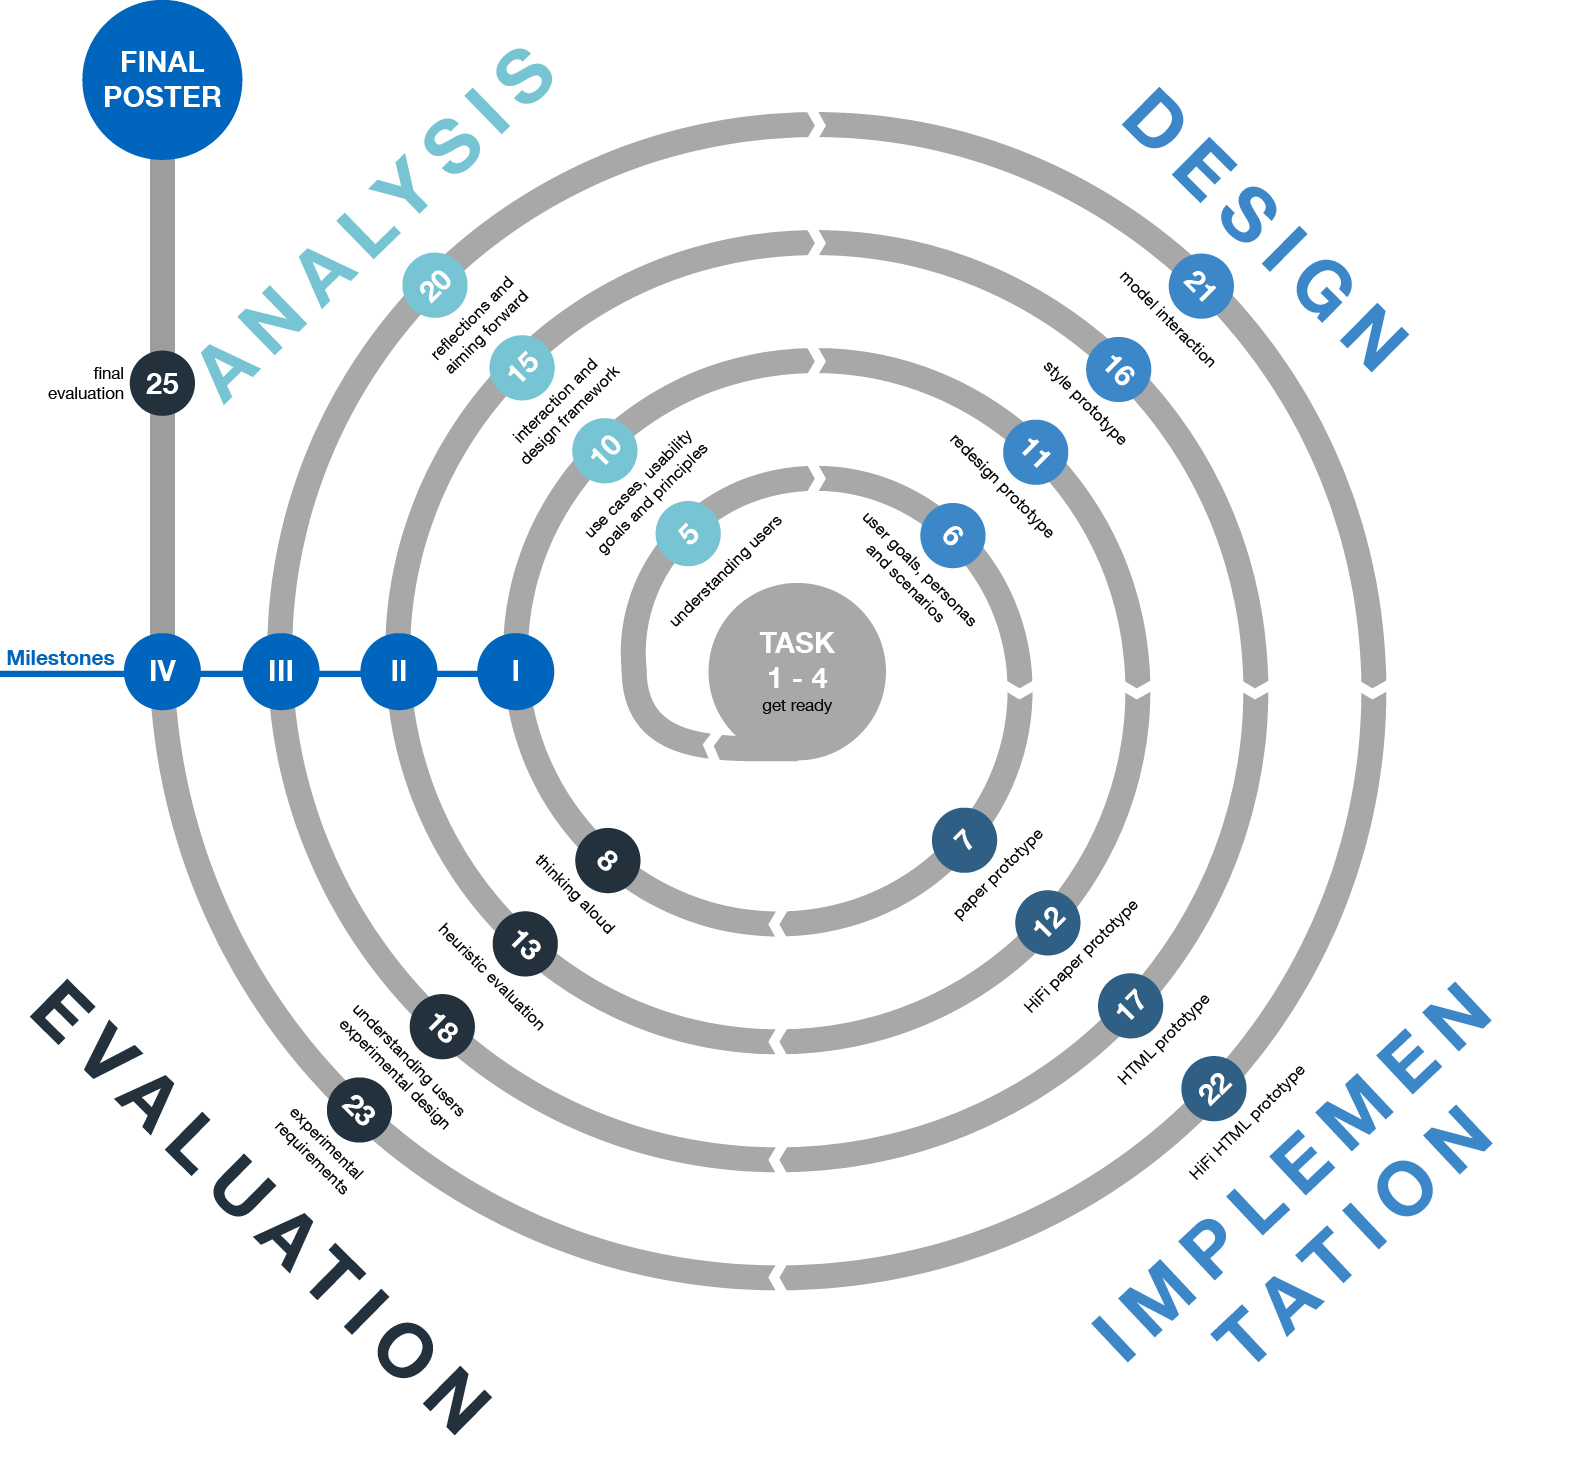 FINAL
POSTER
ANALYSIS
DESIGN
20
reflections and
aiming forward
21
model interaction
15
interaction and
design framework
16
style prototype
25
final
evaluation
10
use cases, usability
goals and principles
11
redesign prototype
5
understanding users
6
user goals, personas
and scenarios
TASK
1 - 4
get ready
Milestones
IV
III
II
I
8
thinking aloud
7
paper prototype
13
heuristic evaluation
12
HiFi paper prototype
18
understanding users
experimental design
17
HTML prototype
23
experimental
requirements
22
HiFi HTML prototype
EVALUATION
IMPLEMEN
TATION